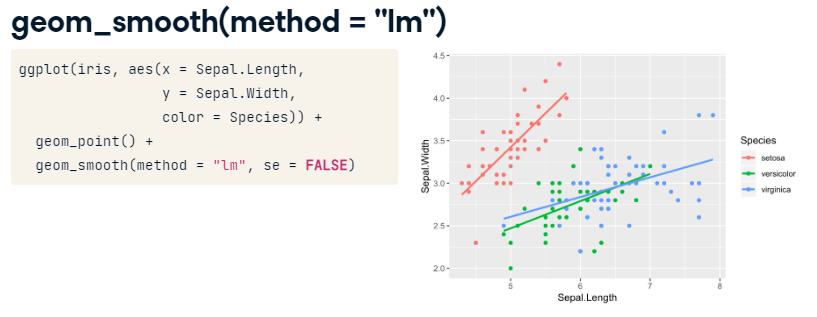 geom_smooth(method = "lm")
ggplot(iris, aes(x = Sepal.Length,
y = Sepal.Width,
color = Species)) +
geom_point() +
geom_smooth(method = "lm", se = FALSE)
4.5
4.0
3.5
3.0
2.5
2.0
Sepal.Width
5
6
7
8
Sepal.Length
Species
setosa
versicolor
virginica